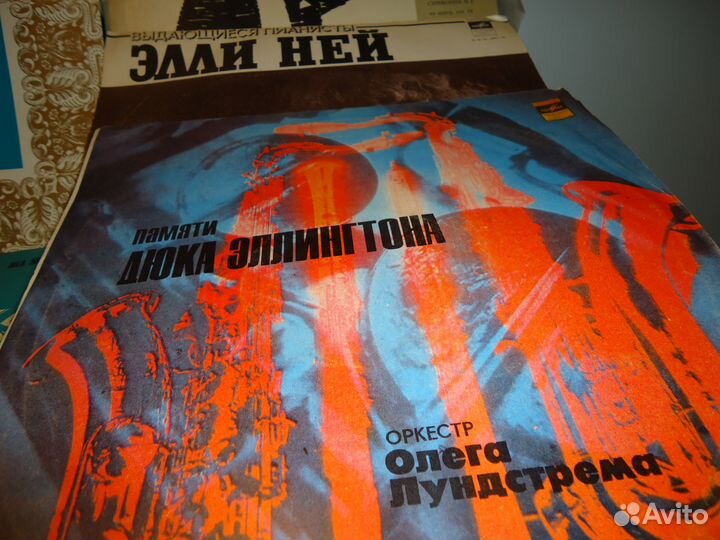 ВЫДАЮЩИЕСЯ ПИАНИСТЫ
ЭЛЛИ НЕЙ
ПАМЯТИ
ДЮКА ЭЛЛИНГТОНА
ОРКЕСТР
Олега
Лундстрема
Avito